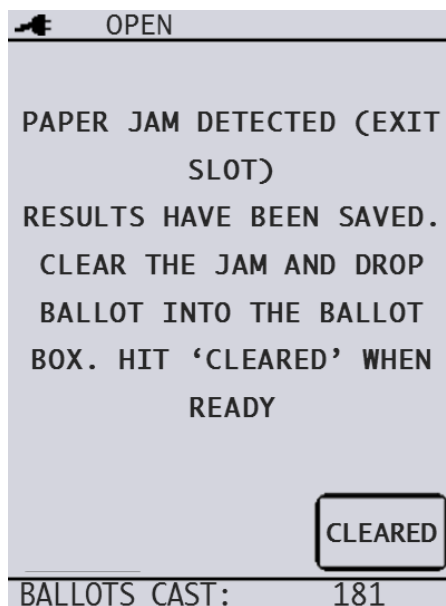 OPEN
PAPER JAM DETECTED (EXIT
SLOT)
RESULTS HAVE BEEN SAVED.
CLEAR THE JAM AND DROP
BALLOT INTO THE BALLOT
BOX. HIT ‘CLEARED’ WHEN
READY
CLEARED
BALLOTS CAST: 181